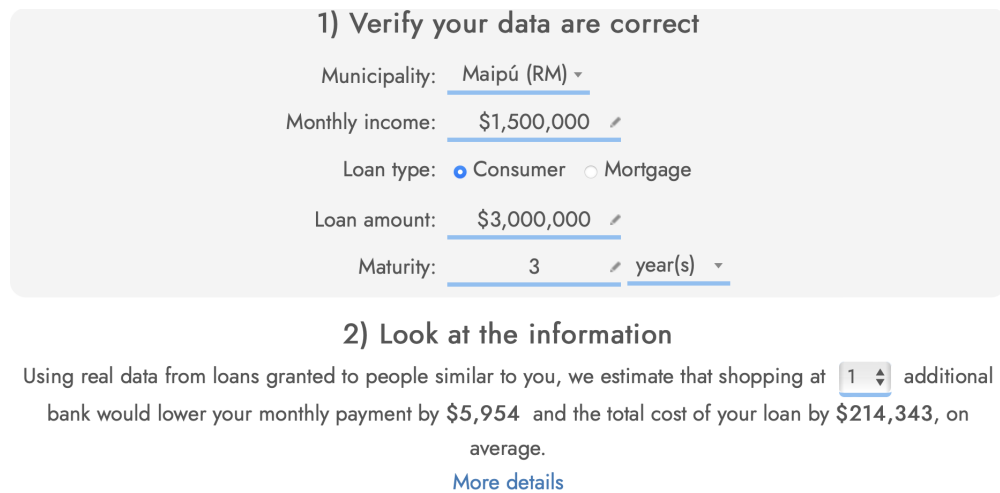 1) Verify your data are correct
Municipality: Maipú (RM)
Monthly income: $1,500,000
Loan type: Consumer Mortgage
Loan amount: $3,000,000
Maturity: 3 year(s)
2) Look at the information
Using real data from loans granted to people similar to you, we estimate that shopping at 1 additional
bank would lower your monthly payment by $5,954 and the total cost of your loan by $214,343, on
average.
More details